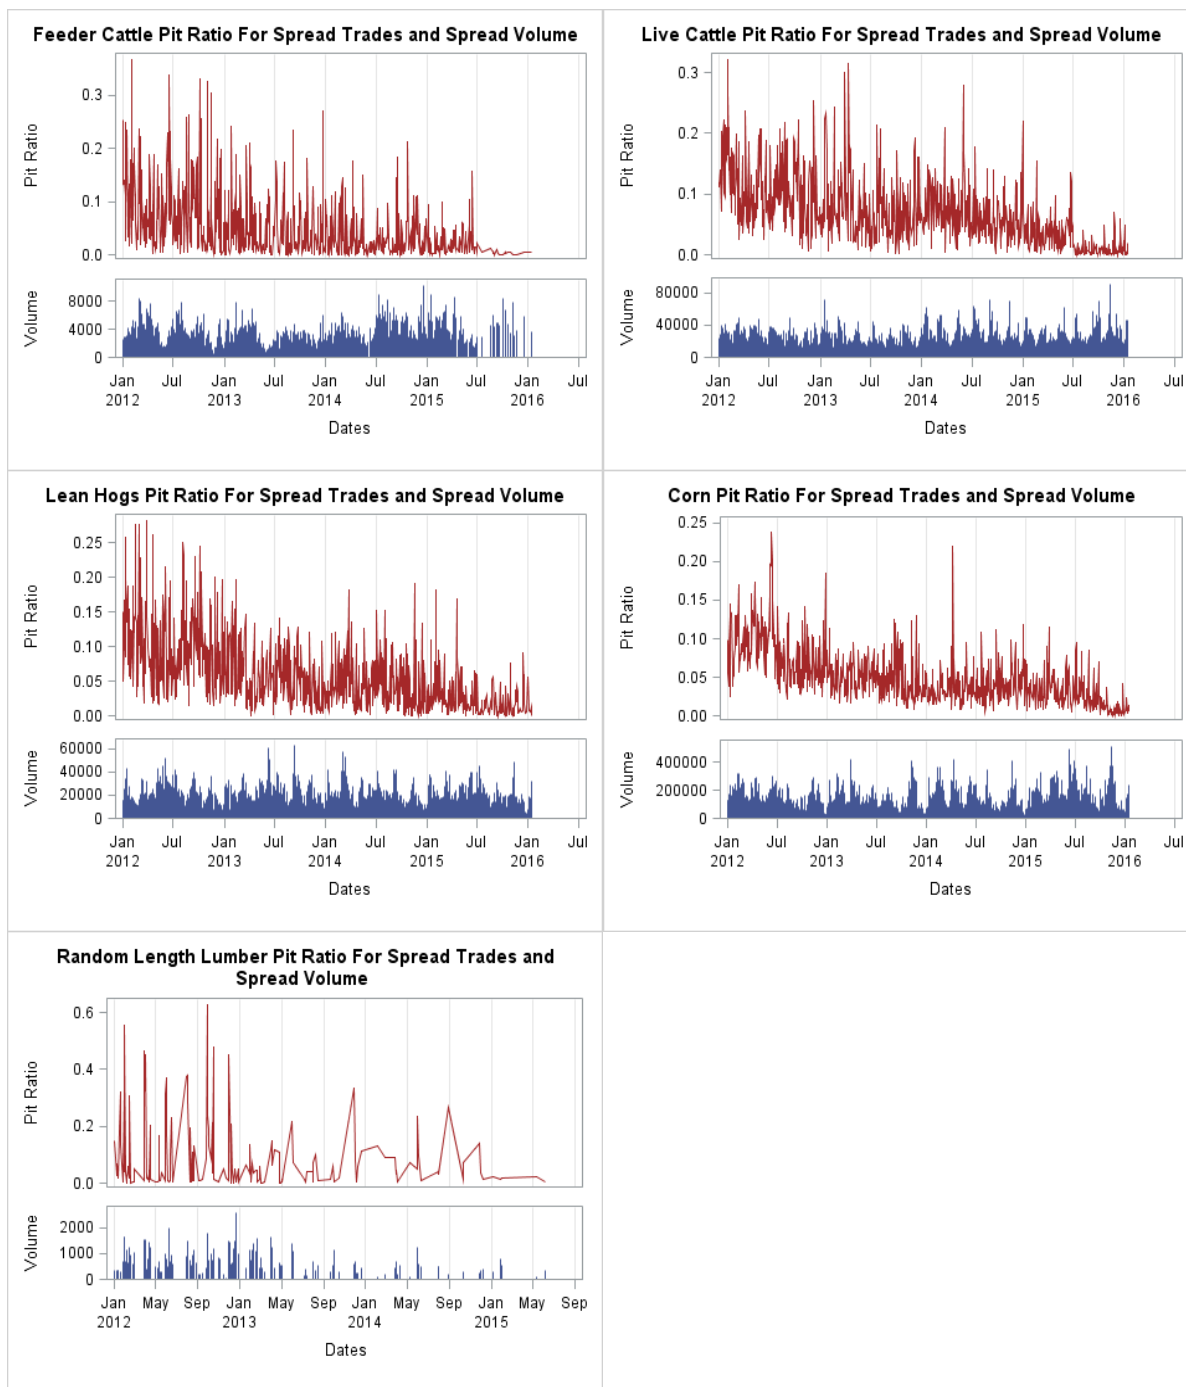 Feeder Cattle Pit Ratio For Spread Trades and Spread Volume
Pit Ratio
0.3
0.2
0.1
0.0
Volume
8000
4000
0
Jan Jul Jan Jul Jan Jul Jan Jul Jan Jul
2012 2013 2014 2015 2016
Dates
Live Cattle Pit Ratio For Spread Trades and Spread Volume
Pit Ratio
0.3
0.2
0.1
0.0
Volume
80000
40000
0
Jan Jul Jan Jul Jan Jul Jan Jul Jan Jul
2012 2013 2014 2015 2016
Dates
Lean Hogs Pit Ratio For Spread Trades and Spread Volume
Pit Ratio
0.25
0.20
0.15
0.10
0.05
0.00
Volume
60000
40000
20000
0
Jan Jul Jan Jul Jan Jul Jan Jul Jan Jul
2012 2013 2014 2015 2016
Dates
Corn Pit Ratio For Spread Trades and Spread Volume
Pit Ratio
0.25
0.20
0.15
0.10
0.05
0.00
Volume
400000
200000
0
Jan Jul Jan Jul Jan Jul Jan Jul Jan Jul
2012 2013 2014 2015 2016
Dates
Random Length Lumber Pit Ratio For Spread Trades and
Spread Volume
Pit Ratio
0.6
0.4
0.2
0.0
Volume
2000
1000
0
Jan May Sep Jan May Sep Jan May Sep Jan May Sep
2012 2013 2014 2015
Dates